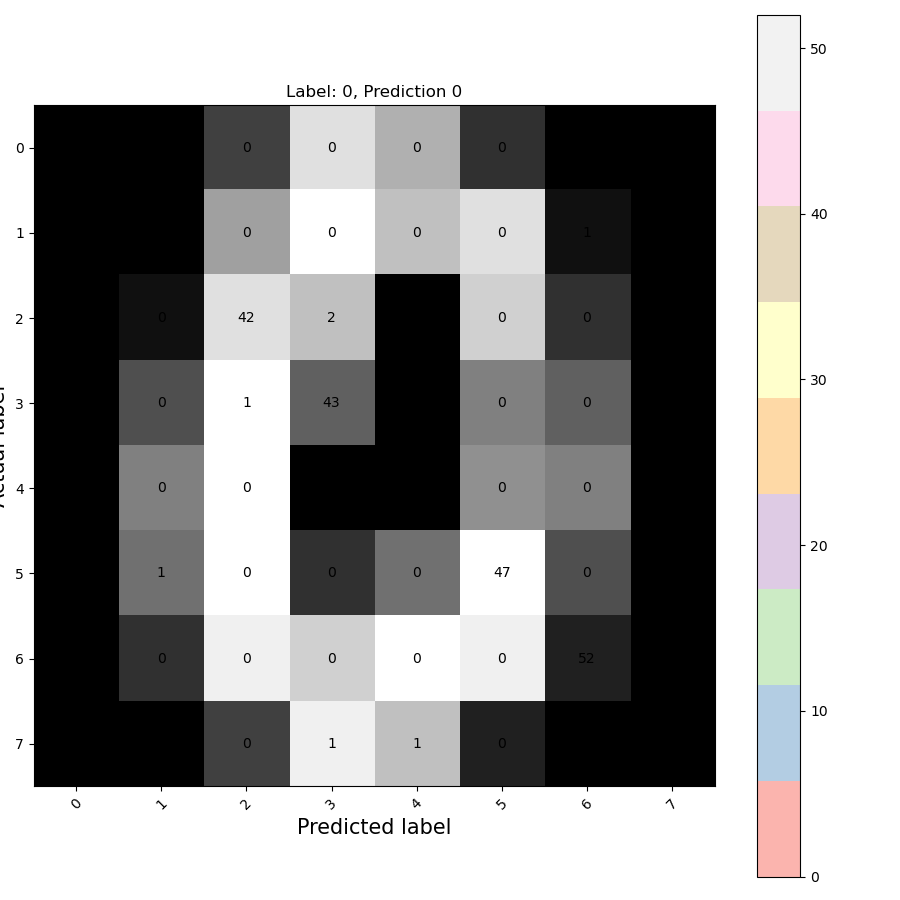 Label: 0, Prediction 0
50
40
30
20
10
0
0 0 0 0 0
1 0 0 0 0 1
2 0 42 2 0 0
3 0 1 43 0 0
4 0 0 0 0
5 1 0 0 0 47 0
6 0 0 0 0 0 52
7 0 1 1 0
0 1 2 3 4 5 6 7
Predicted label
Actual label